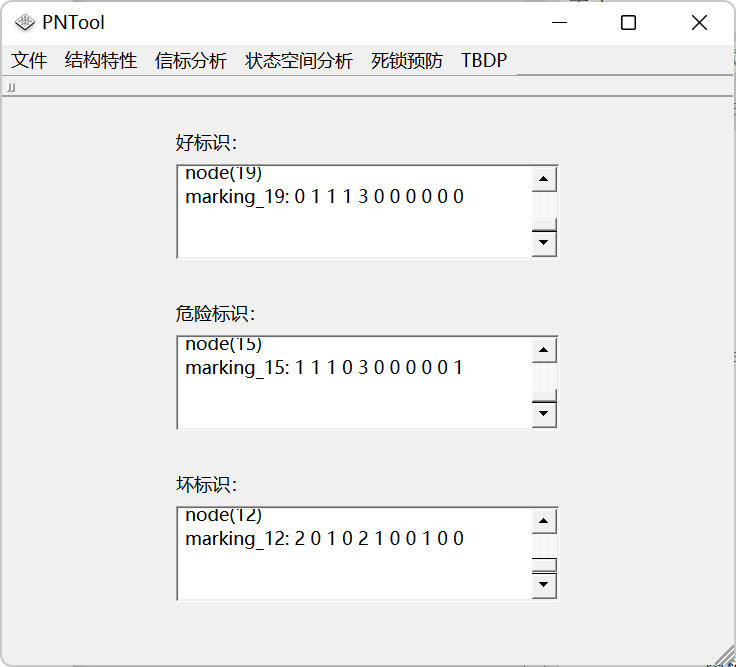 PNTool
文件 结构特性 信标分析 状态空间分析 死锁预防 TBDP
好标识：
node(19)
marking_19: 0 1 1 1 3 0 0 0 0 0 0
危险标识：
node(15)
marking_15: 1 1 1 0 3 0 0 0 0 0 1
坏标识：
node(12)
marking_12: 2 0 1 0 2 1 0 0 1 0 0